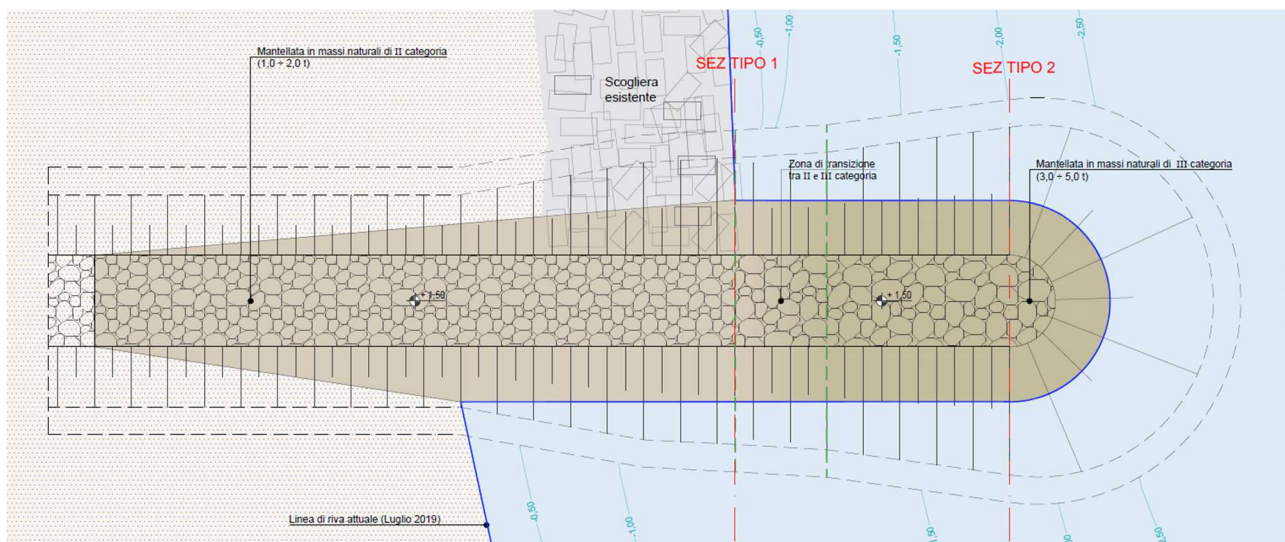 -0,50
-1,00
-1,50
-2,00
-2,50
Mantellata in massi naturali di II categoria
(1,0 ÷ 2,0 t)
SEZ TIPO 1
SEZ TIPO 2
Scogliera
esistente
Zona di transizione
tra II e III categoria
Mantellata in massi naturali di III categoria
(3,0 ÷ 5,0 t)
+ 1,50
+ 1,50
Linea di riva attuale (Luglio 2019)
-0,50
-1,00